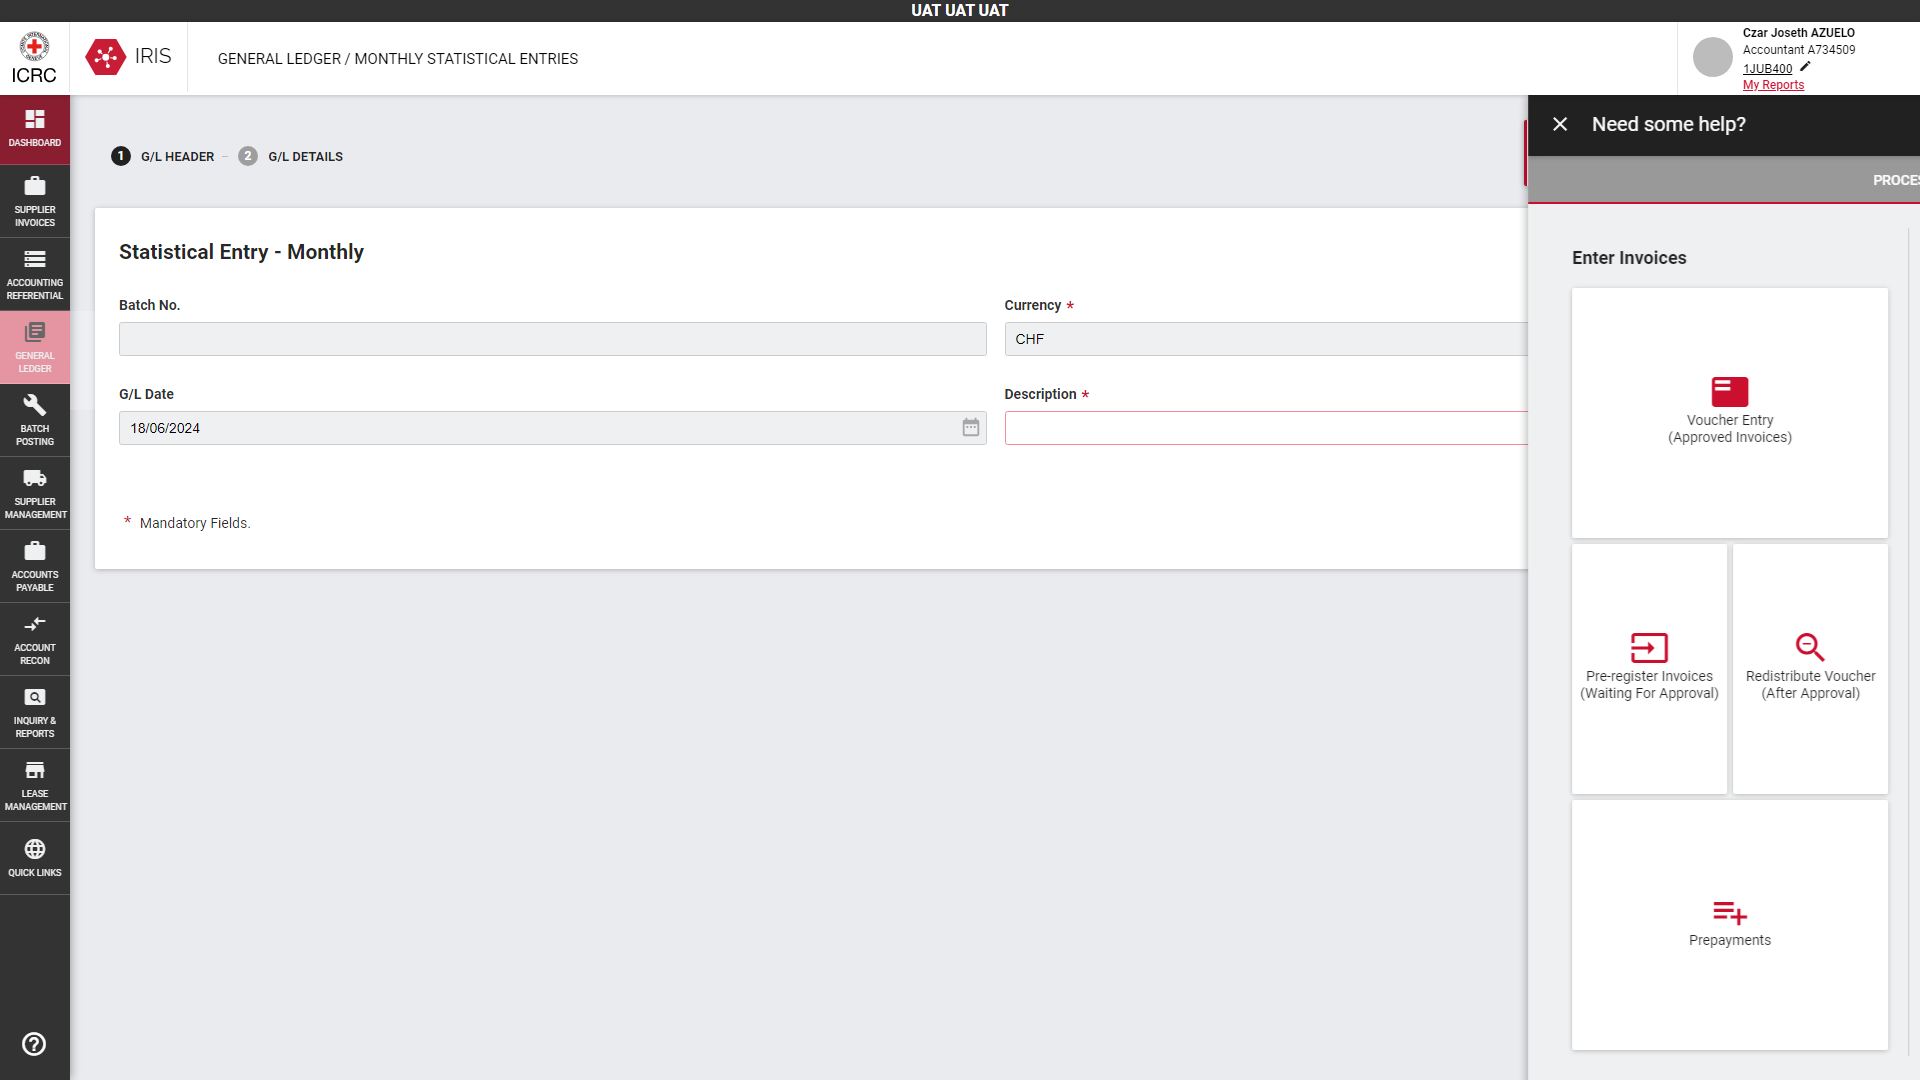 UAT UAT UAT
ICRC
IRIS
GENERAL LEDGER / MONTHLY STATISTICAL ENTRIES
Czar Joseth AZUELO
Accountant A734509
1JUB400
My Reports
DASHBOARD
SUPPLIER
INVOICES
ACCOUNTING
REFERENTIAL
GENERAL
LEDGER
BATCH
POSTING
SUPPLIER
MANAGEMENT
ACCOUNTS
PAYABLE
ACCOUNT
RECON
INQUIRY &
REPORTS
LEASE
MANAGEMENT
QUICK LINKS
1 G/L HEADER – 2 G/L DETAILS
Statistical Entry - Monthly
Batch No.
Currency *
CHF
G/L Date
18/06/2024
Description *
* Mandatory Fields.
Need some help?
PROCES
Enter Invoices
Voucher Entry
(Approved Invoices)
Pre-register Invoices
(Waiting For Approval)
Redistribute Voucher
(After Approval)
Prepayments